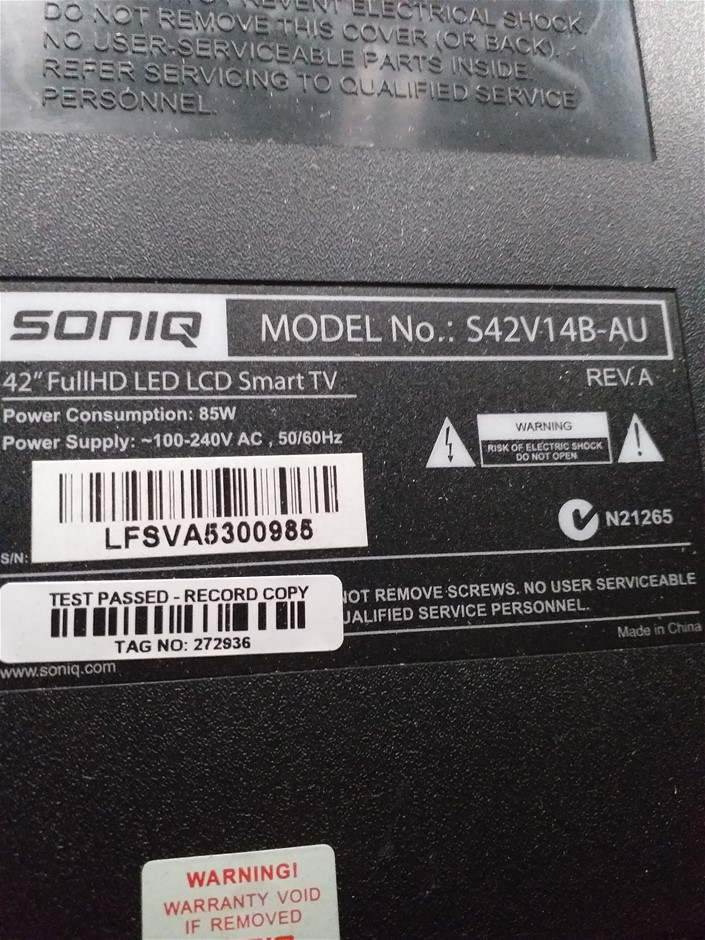 PREVENT ELECTRICAL SHOCK.
DO NOT REMOVE THIS COVER (OR BACK).
NO USER-SERVICEABLE PARTS INSIDE.
REFER SERVICING TO QUALIFIED SERVICE
PERSONNEL.
SONIQ MODEL No.: S42V14B-AU
42" FullHD LED LCD Smart TV
REV. A
Power Consumption: 85W
Power Supply: ~100-240V AC , 50/60Hz
WARNING
RISK OF ELECTRIC SHOCK
DO NOT OPEN
LFSVA5300985
N21265
S/N:
TEST PASSED - RECORD COPY
TAG NO: 272936
NOT REMOVE SCREWS. NO USER SERVICEABLE
QUALIFIED SERVICE PERSONNEL.
Made in China
www.soniq.com
WARNING!
WARRANTY VOID
IF REMOVED